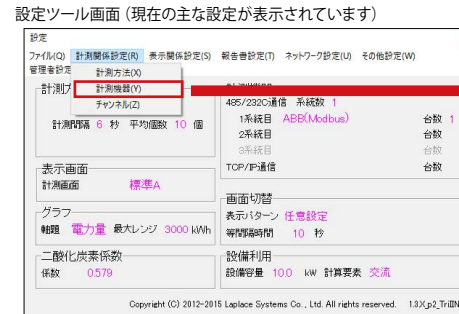 設定ツール画面（現在の主な設定が表示されています）
設定
ファイル(Q) 計測関係設定(R) 表示関係設定(S) 報告書設定(T) ネットワーク設定(U) その他設定(W)
管理者設定
計測方法(X)
計測機器(Y)
チャンネル(Z)
計測間隔 6 秒 平均個数 10 個
485/232C通信 系統数 1
1系統目 ABB(Modbus) 台数 1
2系統目 台数
3系統目 台数
TCP/IP通信 台数
表示画面
計測画面 標準A
画面切替
表示パターン 任意設定
等間隔時間 10 秒
グラフ
軸題 電力量 最大レンジ 3000 kWh
二酸化炭素係数
係数 0.579
設備利用
設備容量 10.0 kW 計算要素 交流
Copyright (C) 2012-2015 Laplace Systems Co., Ltd. All rights reserved. 1.3.X_p2_TriIN